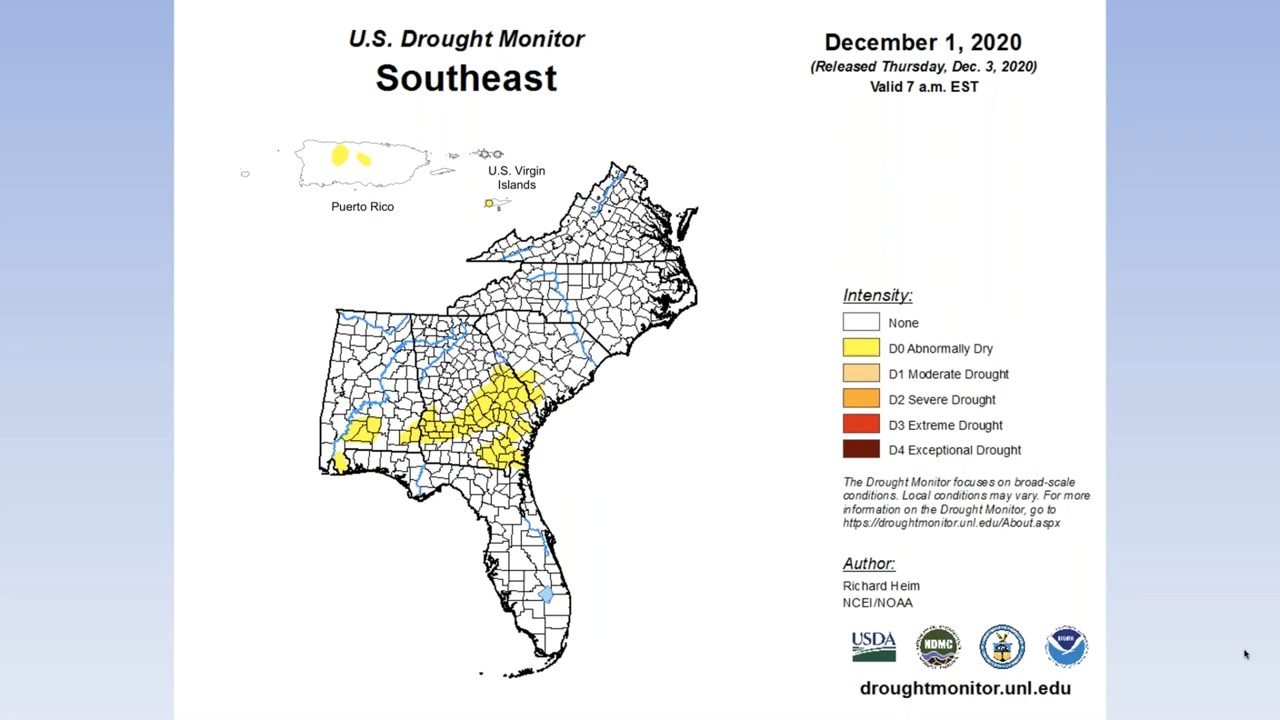 U.S. Drought Monitor
Southeast
December 1, 2020
(Released Thursday, Dec. 3, 2020)
Valid 7 a.m. EST
U.S. Virgin
Islands
Puerto Rico
Intensity:
None
D0 Abnormally Dry
D1 Moderate Drought
D2 Severe Drought
D3 Extreme Drought
D4 Exceptional Drought
The Drought Monitor focuses on broad-scale
conditions. Local conditions may vary. For more
information on the Drought Monitor, go to
https://droughtmonitor.unl.edu/About.aspx
Author:
Richard Heim
NCEI/NOAA
USDA
NDMC
droughtmonitor.unl.edu